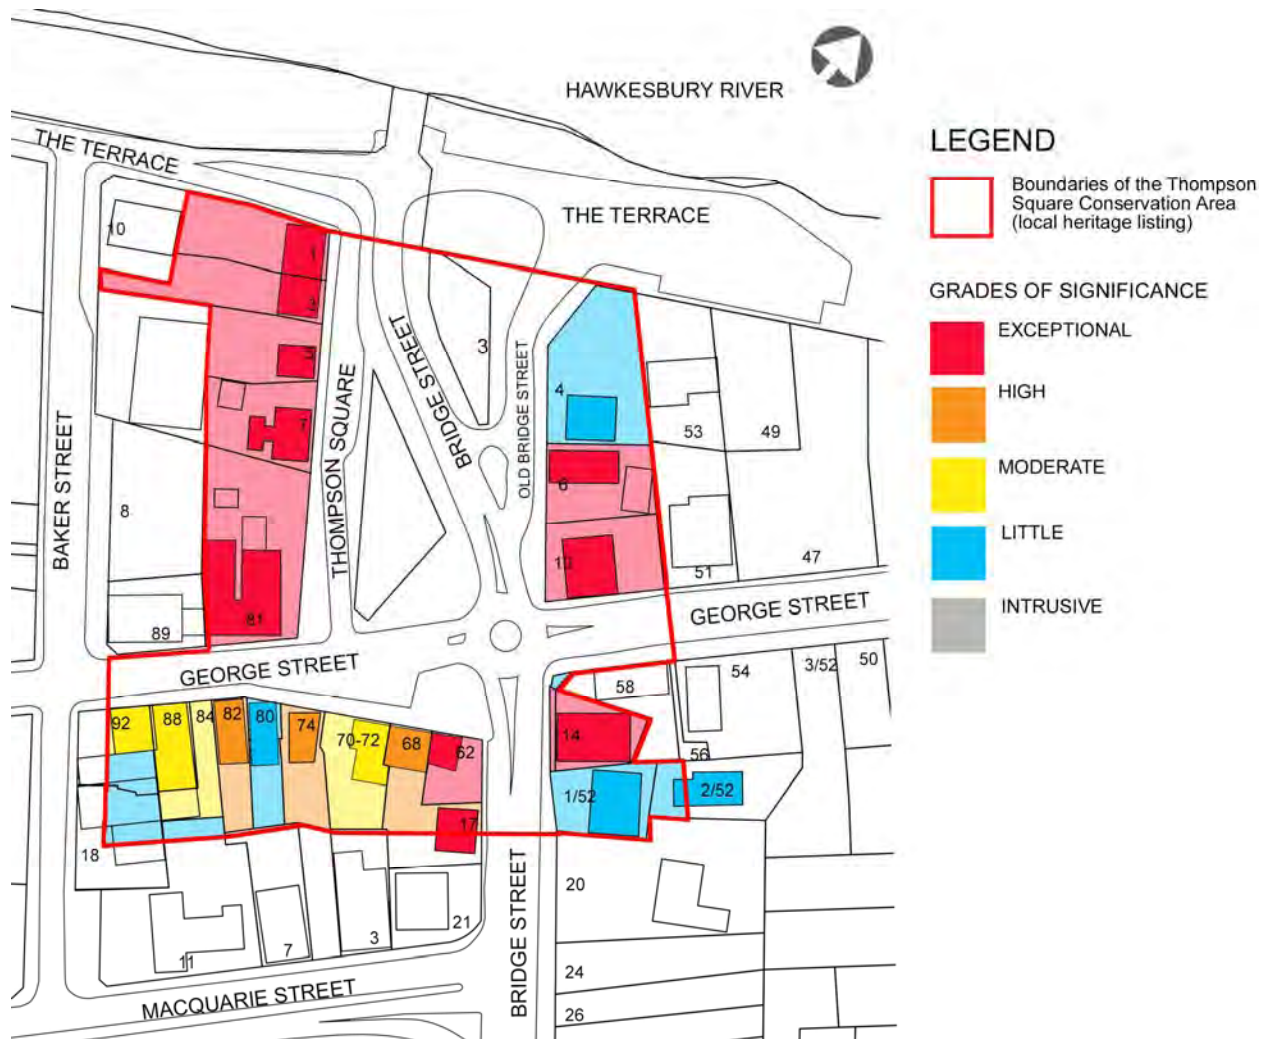 HAWKESBURY RIVER
THE TERRACE
THE TERRACE
LEGEND
Boundaries of the Thompson
Square Conservation Area
(local heritage listing)
GRADES OF SIGNIFICANCE
EXCEPTIONAL
HIGH
MODERATE
LITTLE
INTRUSIVE
10
1
3
3
7
81
8
89
BAKER STREET
THOMPSON SQUARE
BRIDGE STREET
OLD BRIDGE STREET
4
6
10
53
49
51
47
GEORGE STREET
GEORGE STREET
92
88
84
82
80
74
70-72
68
62
17
58
54
3/52
50
14
56
1/52
2/52
18
11
7
3
21
20
24
26
MACQUARIE STREET
BRIDGE STREET